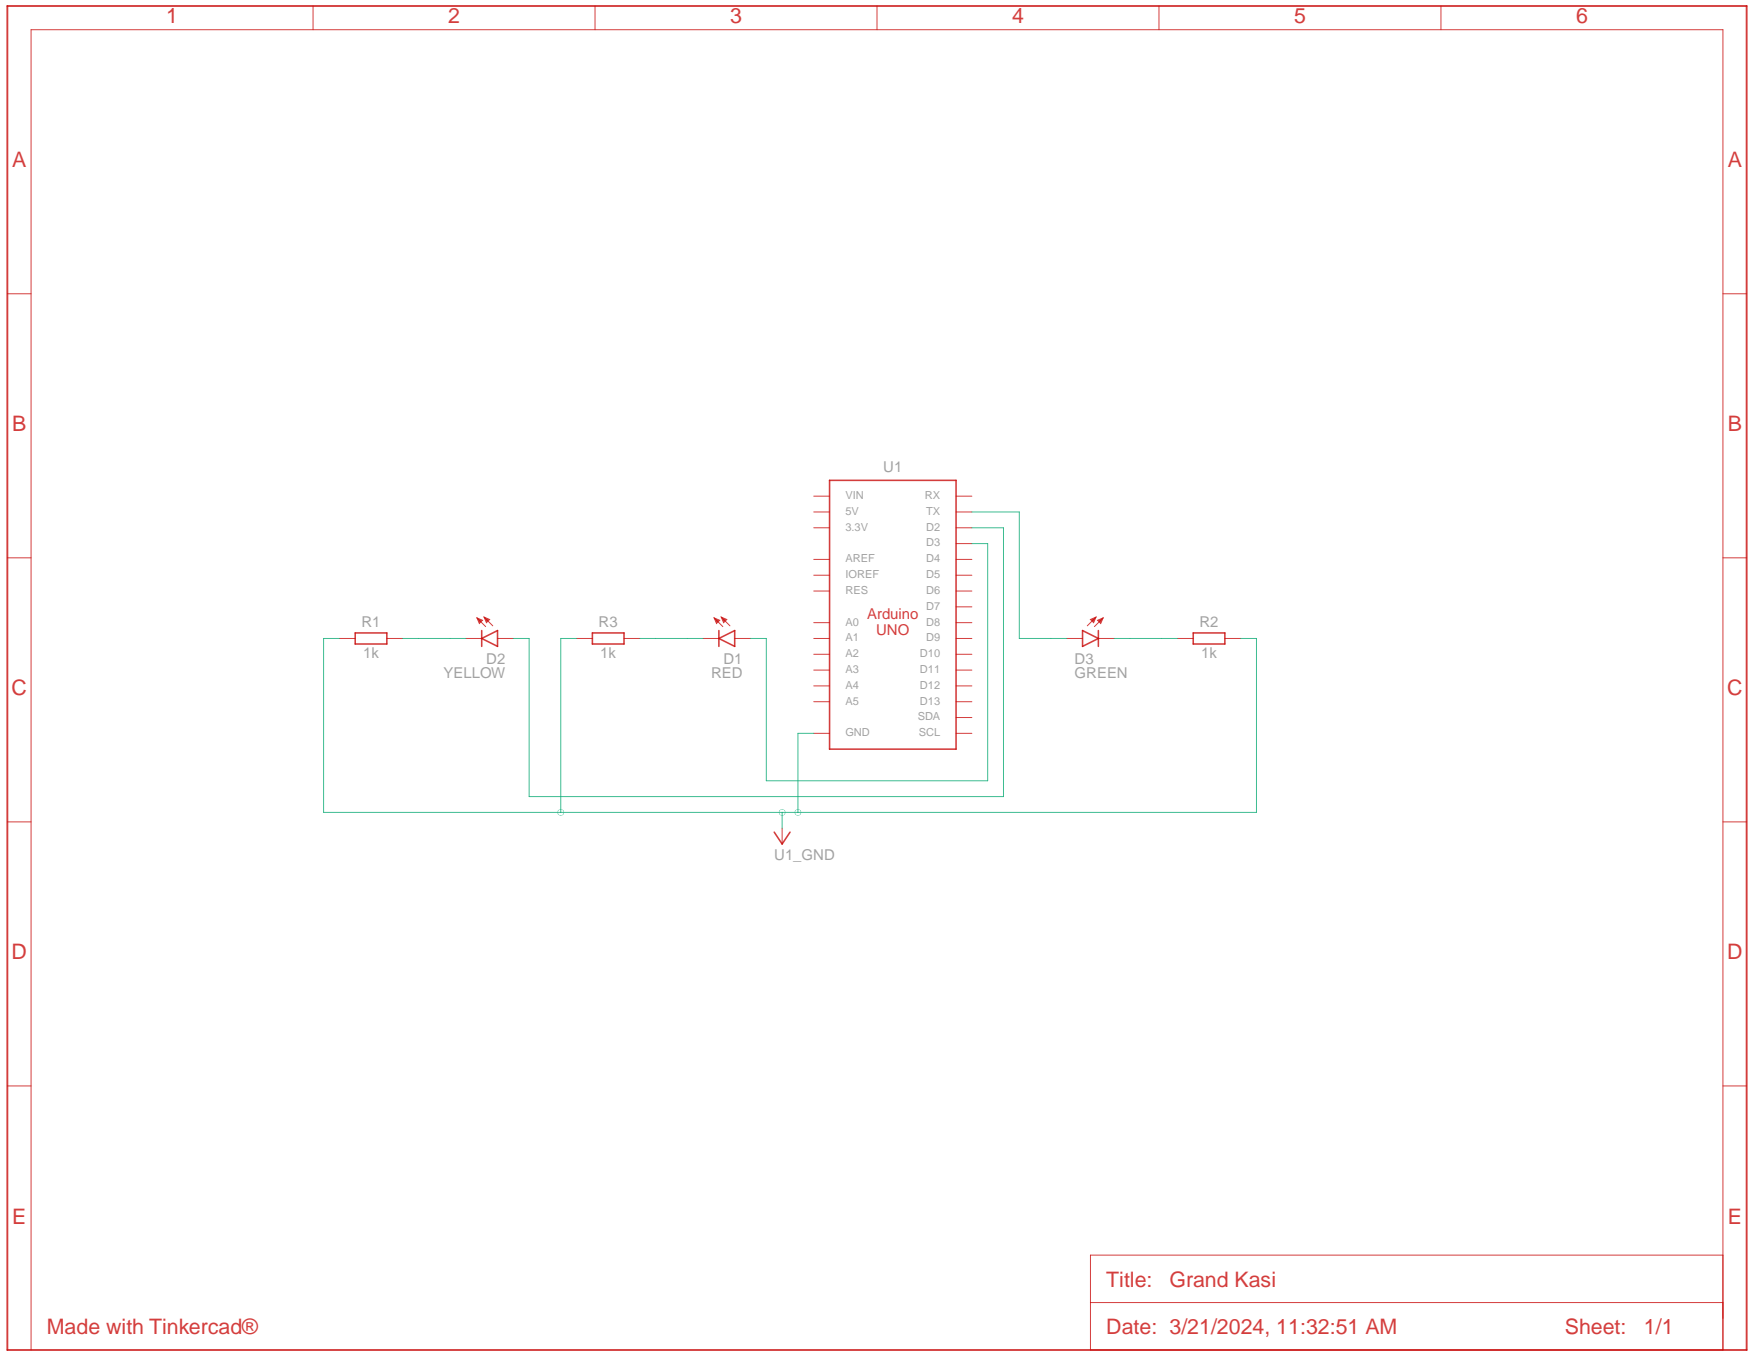 1 2 3 4 5 6
A A
B B
U1
VIN RX
5V TX
3.3V D2
D3
AREF D4
IOREF D5
RES D6
D7
Arduino
UNO
A0 D8
A1 D9
A2 D10
A3 D11
A4 D12
A5 D13
SDA
GND SCL
R1
1k
D2
YELLOW
R3
1k
D1
RED
D3
GREEN
R2
1k
C C
U1_GND
D D
E E
Title: Grand Kasi
Date: 3/21/2024, 11:32:51 AM Sheet: 1/1
Made with Tinkercad®